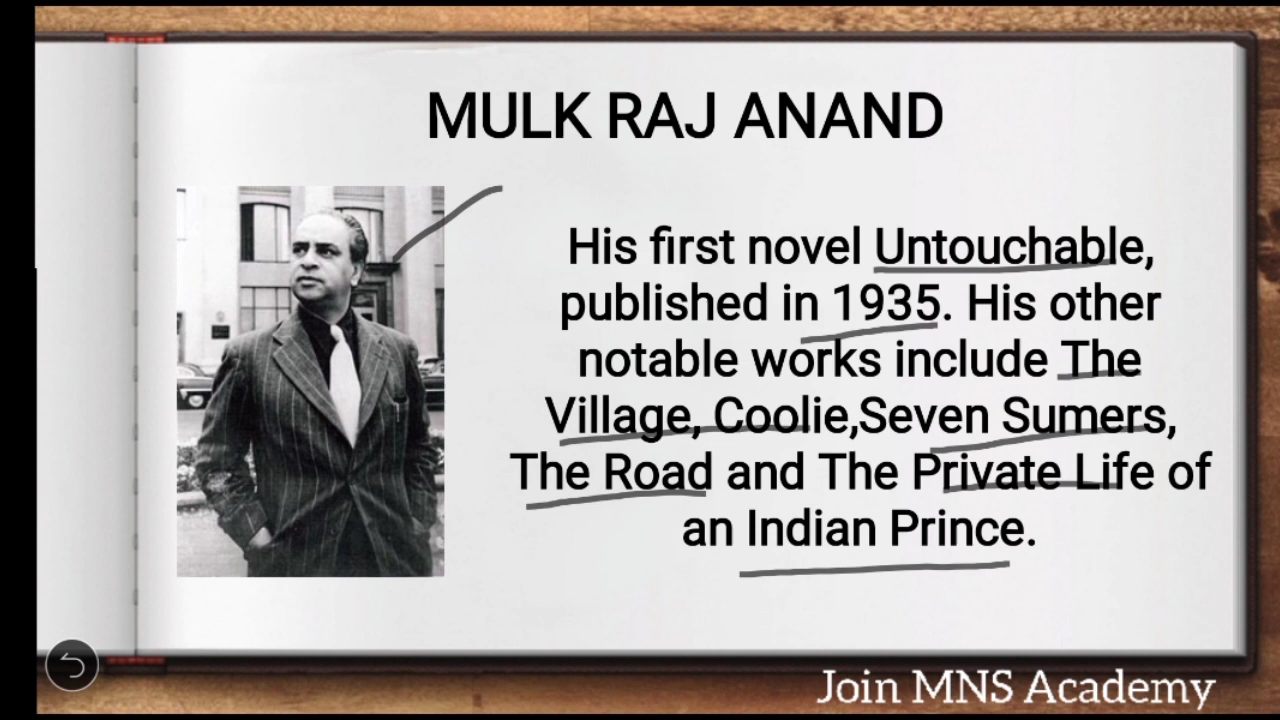 MULK RAJ ANAND
His first novel Untouchable,
published in 1935. His other
notable works include The
Village, Coolie,Seven Sumers,
The Road and The Private Life of
an Indian Prince.
Join MNS Academy